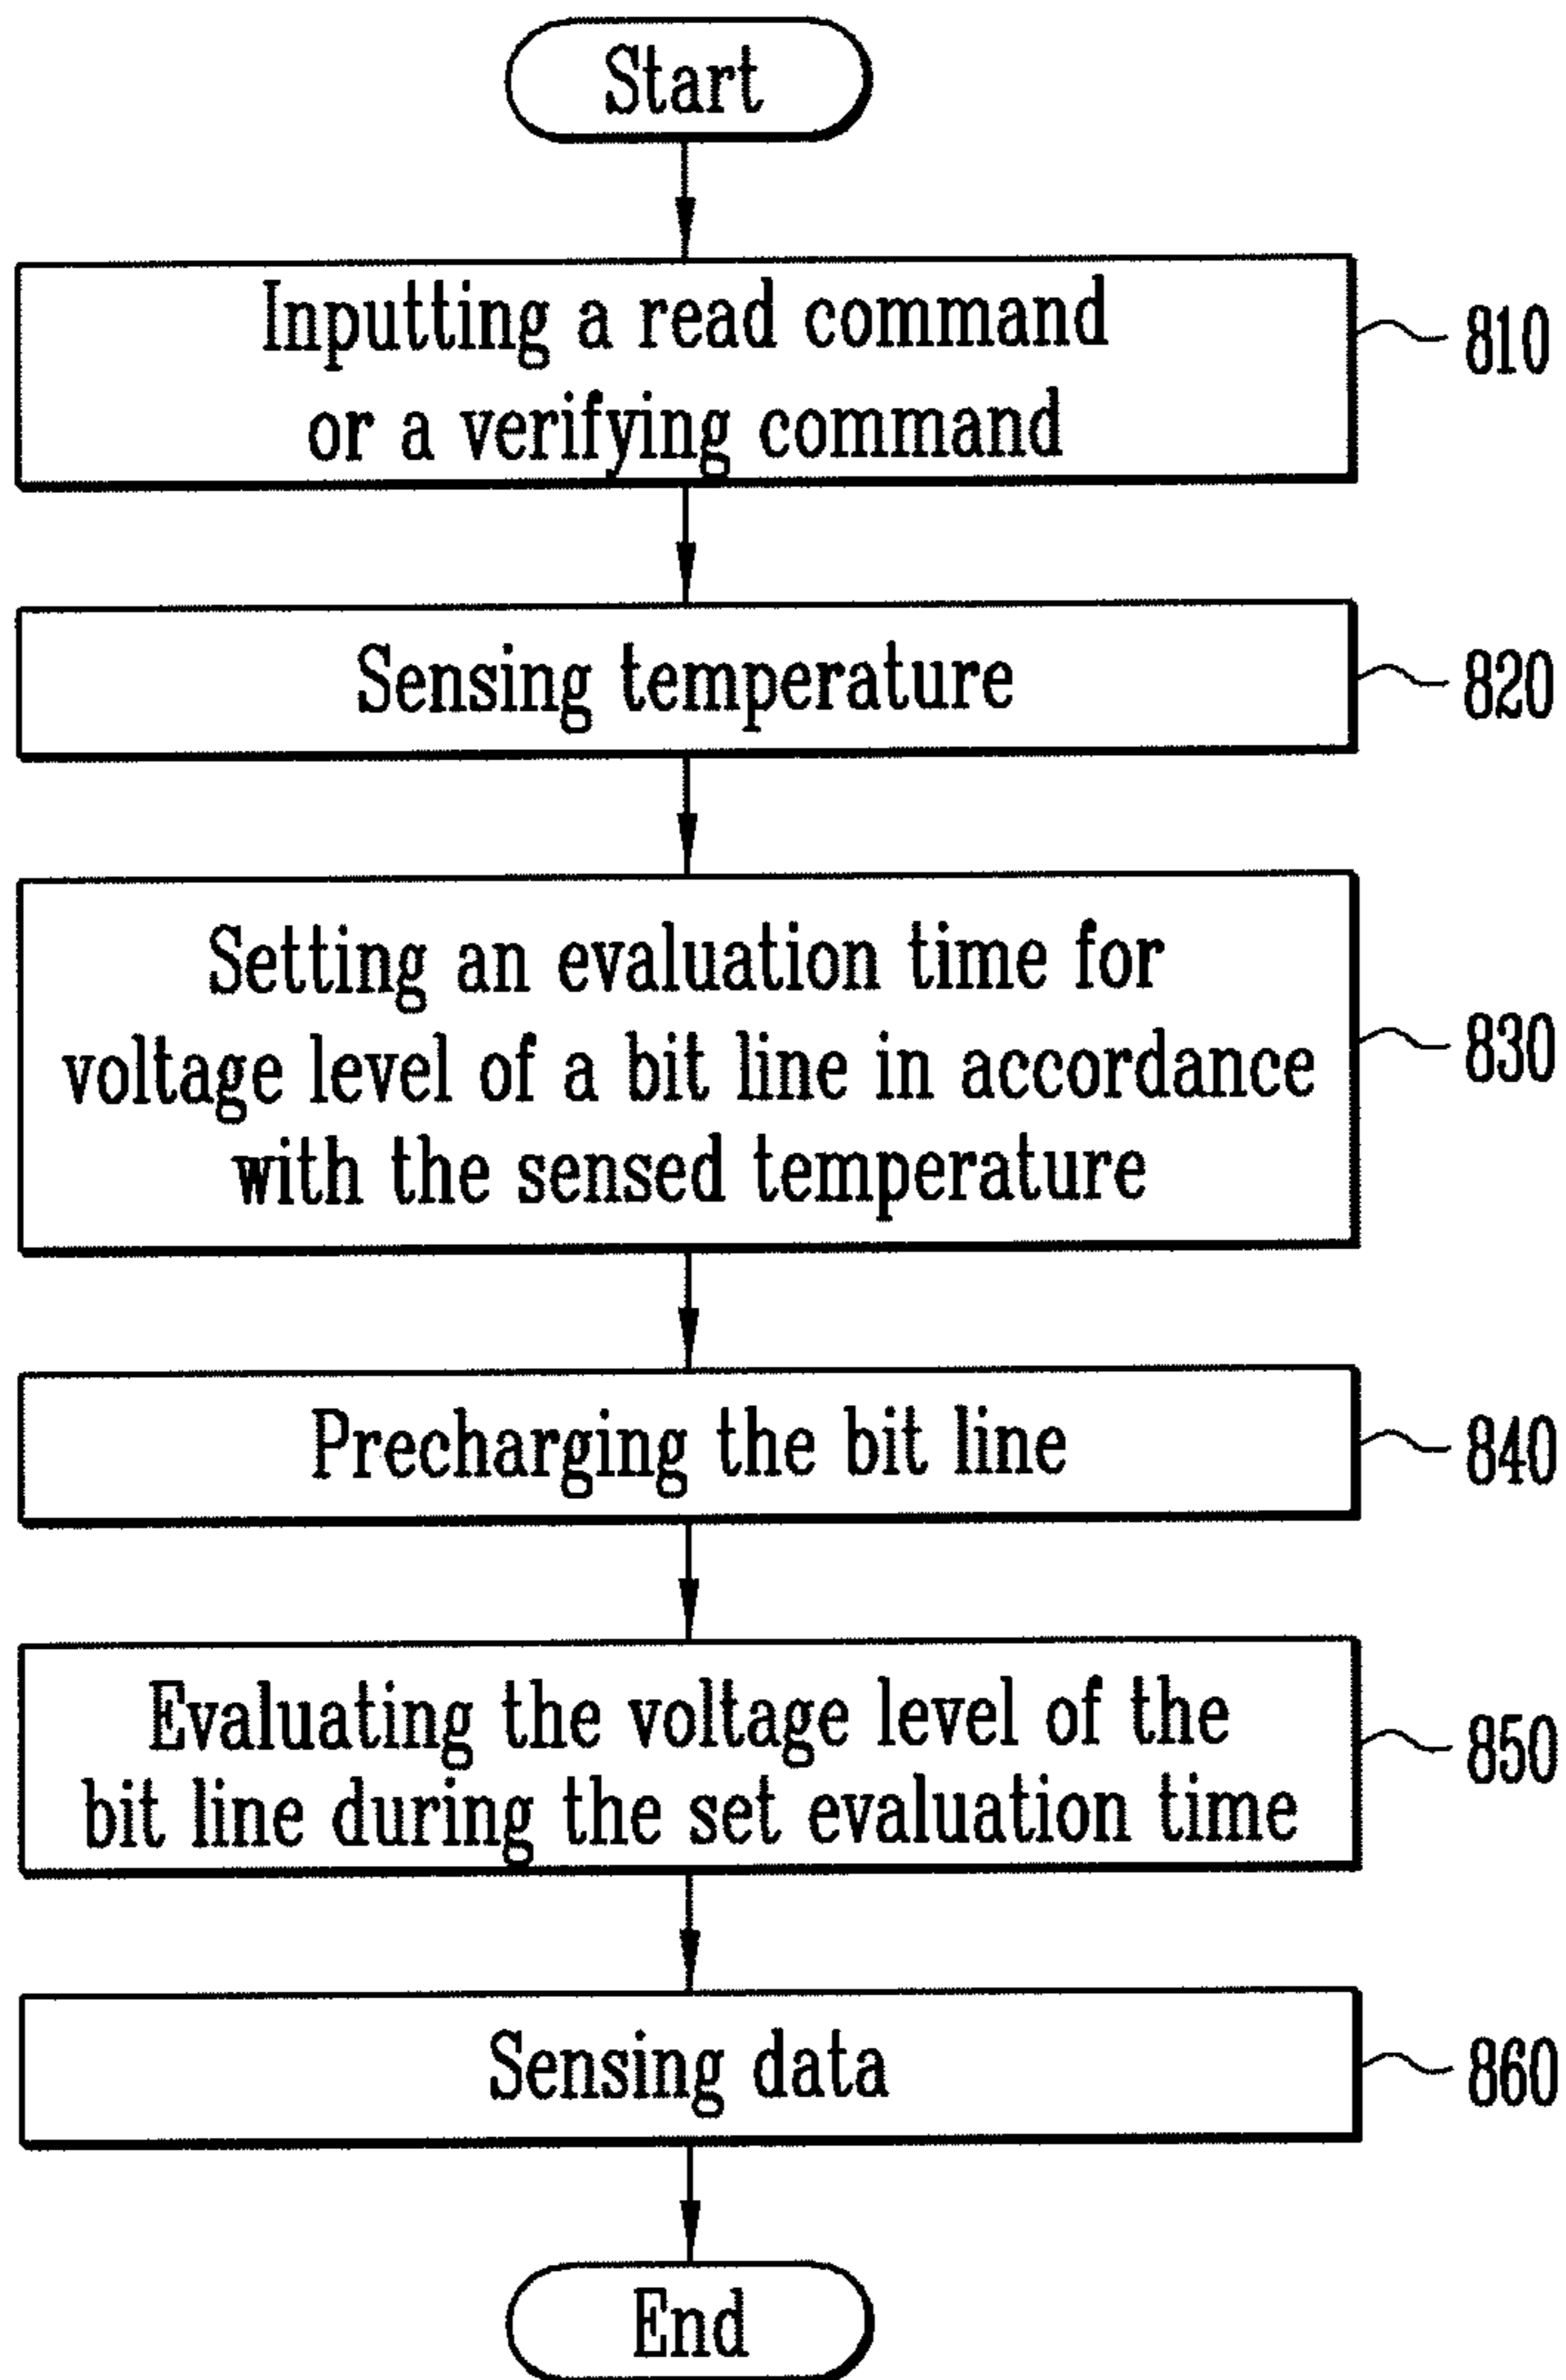 Start
Inputting a read command
or a verifying command
810
Sensing temperature
820
Setting an evaluation time for
voltage level of a bit line in accordance
with the sensed temperature
830
Precharging the bit line
840
Evaluating the voltage level of the
bit line during the set evaluation time
850
Sensing data
860
End